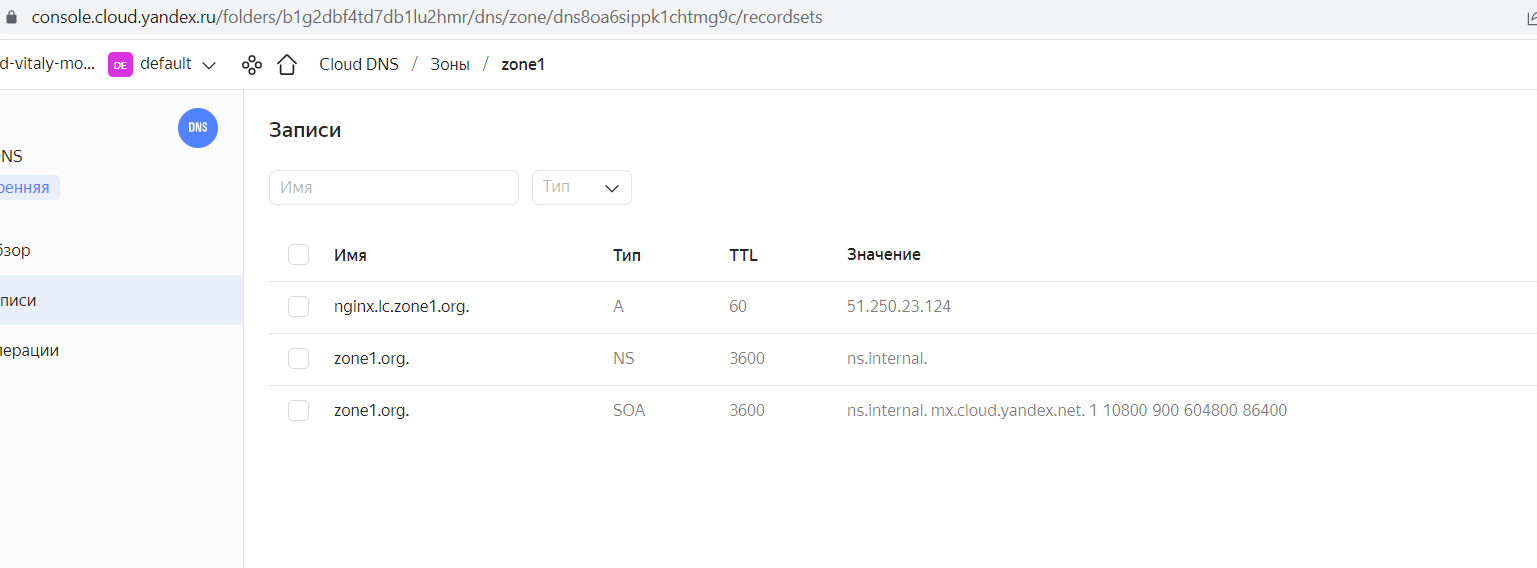 console.cloud.yandex.ru/folders/b1g2dbf4td7db1lu2hmr/dns/zone/dns8oa6sippk1chtmg9c/recordsets
d-vitaly-mo... DE default Cloud DNS / Зоны / zone1
DNS
NS
ренняя
бзор
писи
перации
Записи
Имя Тип
Имя Тип TTL Значение
nginx.lc.zone1.org. A 60 51.250.23.124
zone1.org. NS 3600 ns.internal.
zone1.org. SOA 3600 ns.internal. mx.cloud.yandex.net. 1 10800 900 604800 86400